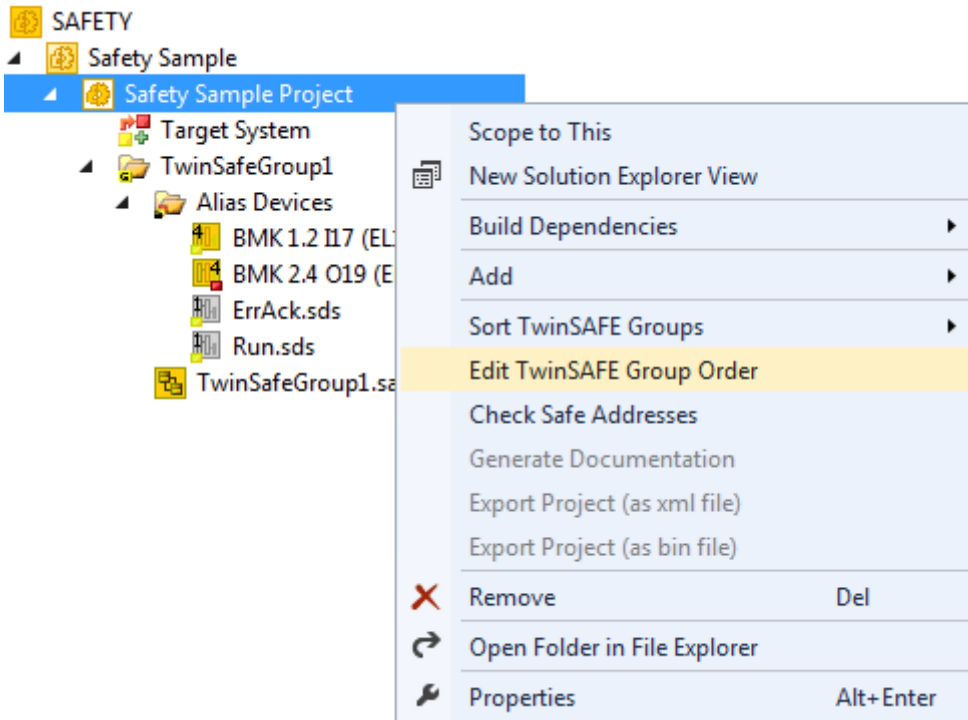 SAFETY
Safety Sample
Safety Sample Project
Target System
TwinSafeGroup1
Alias Devices
BMK 1.2 I17 (EL
BMK 2.4 O19 (E
ErrAck.sds
Run.sds
TwinSafeGroup1.sa
Scope to This
New Solution Explorer View
Build Dependencies
Add
Sort TwinSAFE Groups
Edit TwinSAFE Group Order
Check Safe Addresses
Generate Documentation
Export Project (as xml file)
Export Project (as bin file)
Remove Del
Open Folder in File Explorer
Properties Alt+Enter